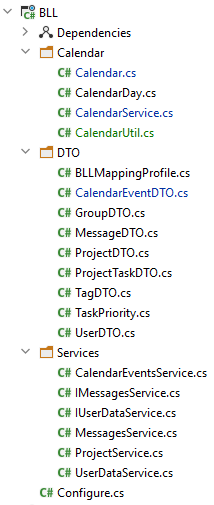 BLL
Dependencies
Calendar
C# Calendar.cs
C# CalendarDay.cs
C# CalendarService.cs
C# CalendarUtil.cs
DTO
C# BLLMappingProfile.cs
C# CalendarEventDTO.cs
C# GroupDTO.cs
C# MessageDTO.cs
C# ProjectDTO.cs
C# ProjectTaskDTO.cs
C# TagDTO.cs
C# TaskPriority.cs
C# UserDTO.cs
Services
C# CalendarEventsService.cs
C# IMessagesService.cs
C# IUserDataService.cs
C# MessagesService.cs
C# ProjectService.cs
C# UserDataService.cs
C# Configure.cs